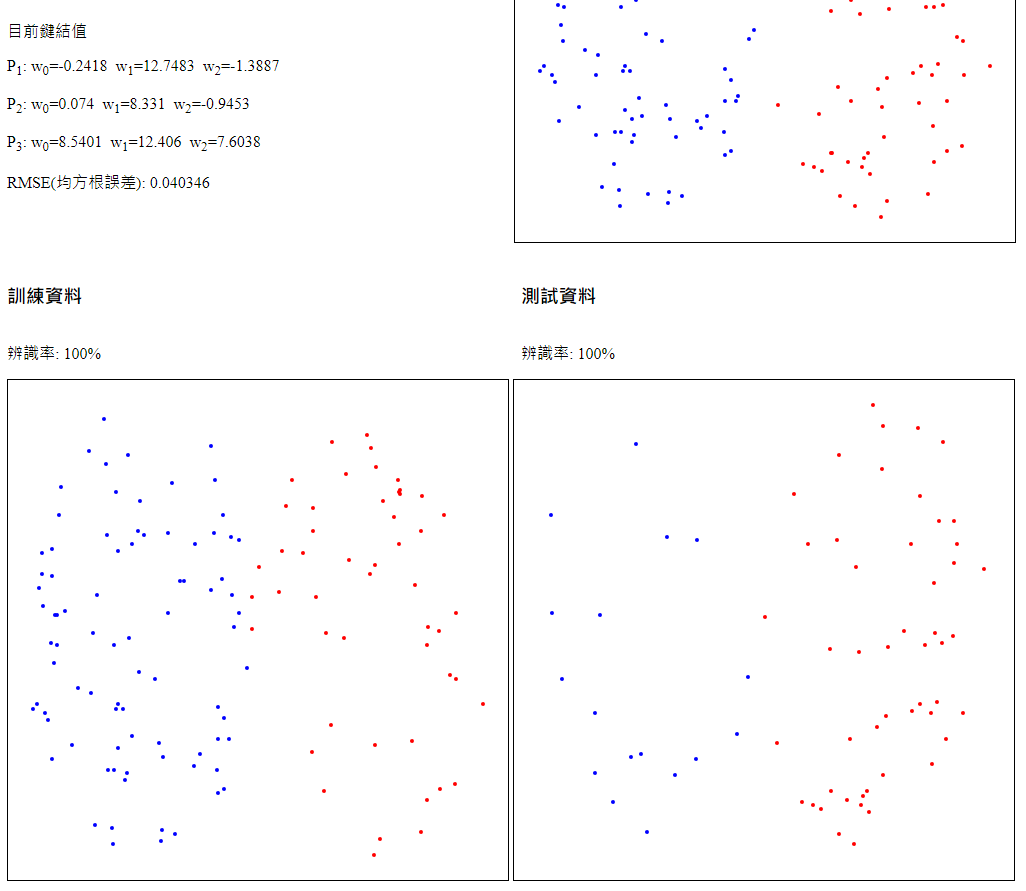 目前鍵結值
P1: w0=-0.2418 w1=12.7483 w2=-1.3887
P2: w0=0.074 w1=8.331 w2=-0.9453
P3: w0=8.5401 w1=12.406 w2=7.6038
RMSE(均方根誤差): 0.040346
訓練資料
測試資料
辨識率: 100%
辨識率: 100%